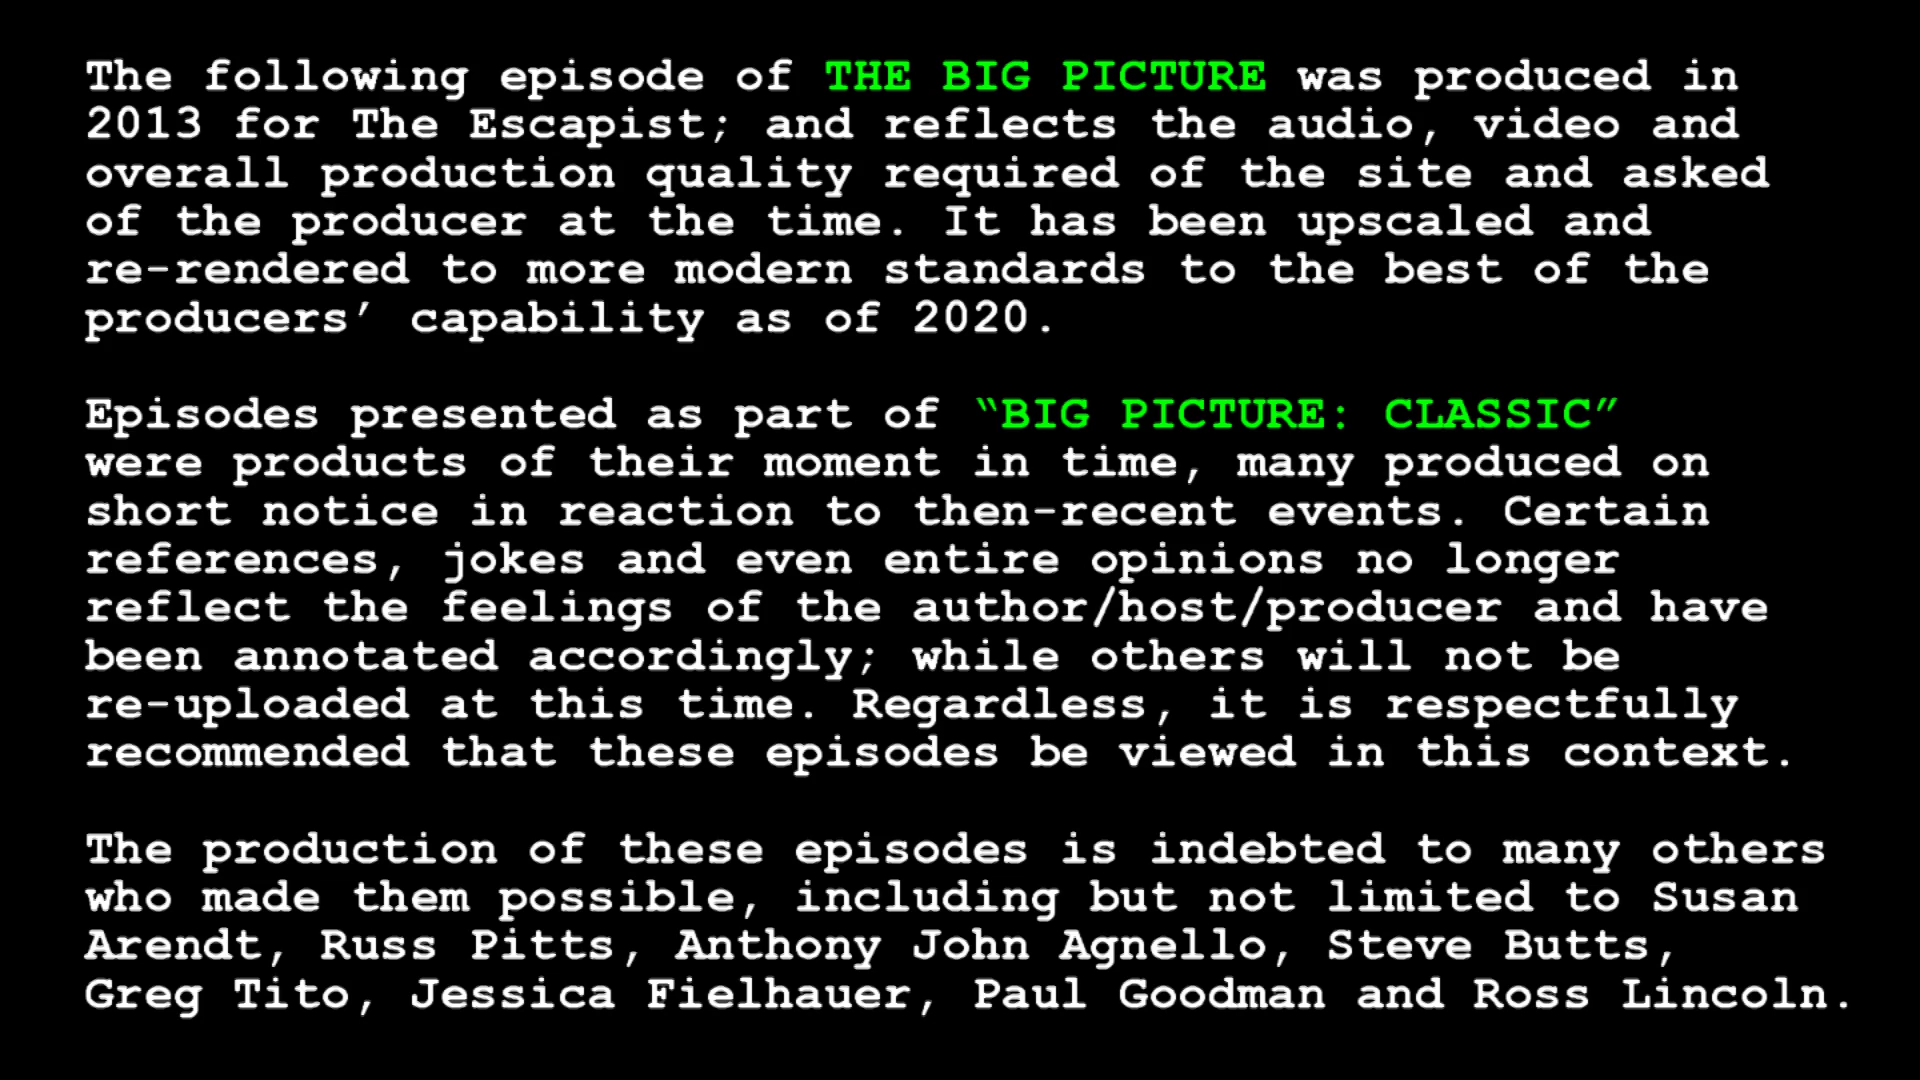 The following episode of THE BIG PICTURE was produced in
2013 for The Escapist; and reflects the audio, video and
overall production quality required of the site and asked
of the producer at the time. It has been upscaled and
re-rendered to more modern standards to the best of the
producers’ capability as of 2020.
Episodes presented as part of “BIG PICTURE: CLASSIC”
were products of their moment in time, many produced on
short notice in reaction to then-recent events. Certain
references, jokes and even entire opinions no longer
reflect the feelings of the author/host/producer and have
been annotated accordingly; while others will not be
re-uploaded at this time. Regardless, it is respectfully
recommended that these episodes be viewed in this context.
The production of these episodes is indebted to many others
who made them possible, including but not limited to Susan
Arendt, Russ Pitts, Anthony John Agnello, Steve Butts,
Greg Tito, Jessica Fielhauer, Paul Goodman and Ross Lincoln.